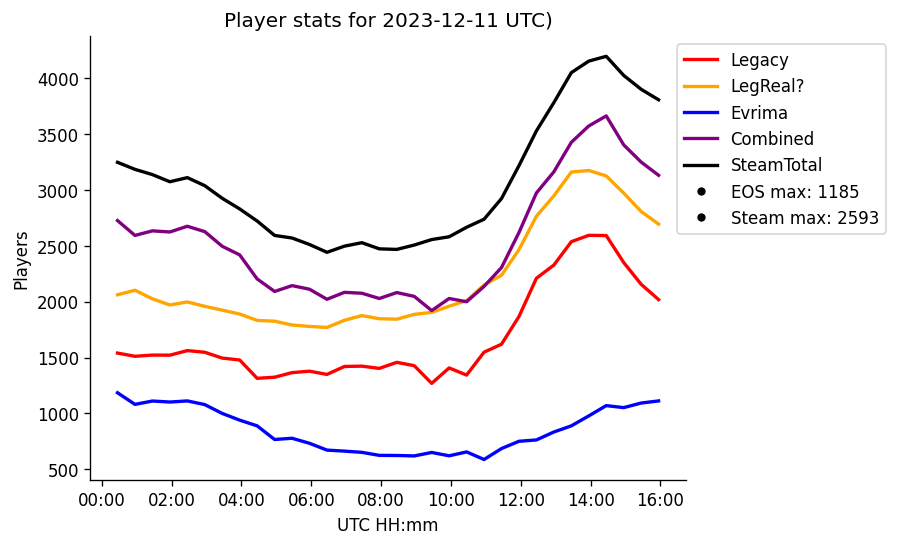 Player stats for 2023-12-11 UTC)
Players
4000
3500
3000
2500
2000
1500
1000
500
00:00 02:00 04:00 06:00 08:00 10:00 12:00 14:00 16:00
UTC HH:mm
Legacy
LegReal?
Evrima
Combined
SteamTotal
EOS max: 1185
Steam max: 2593